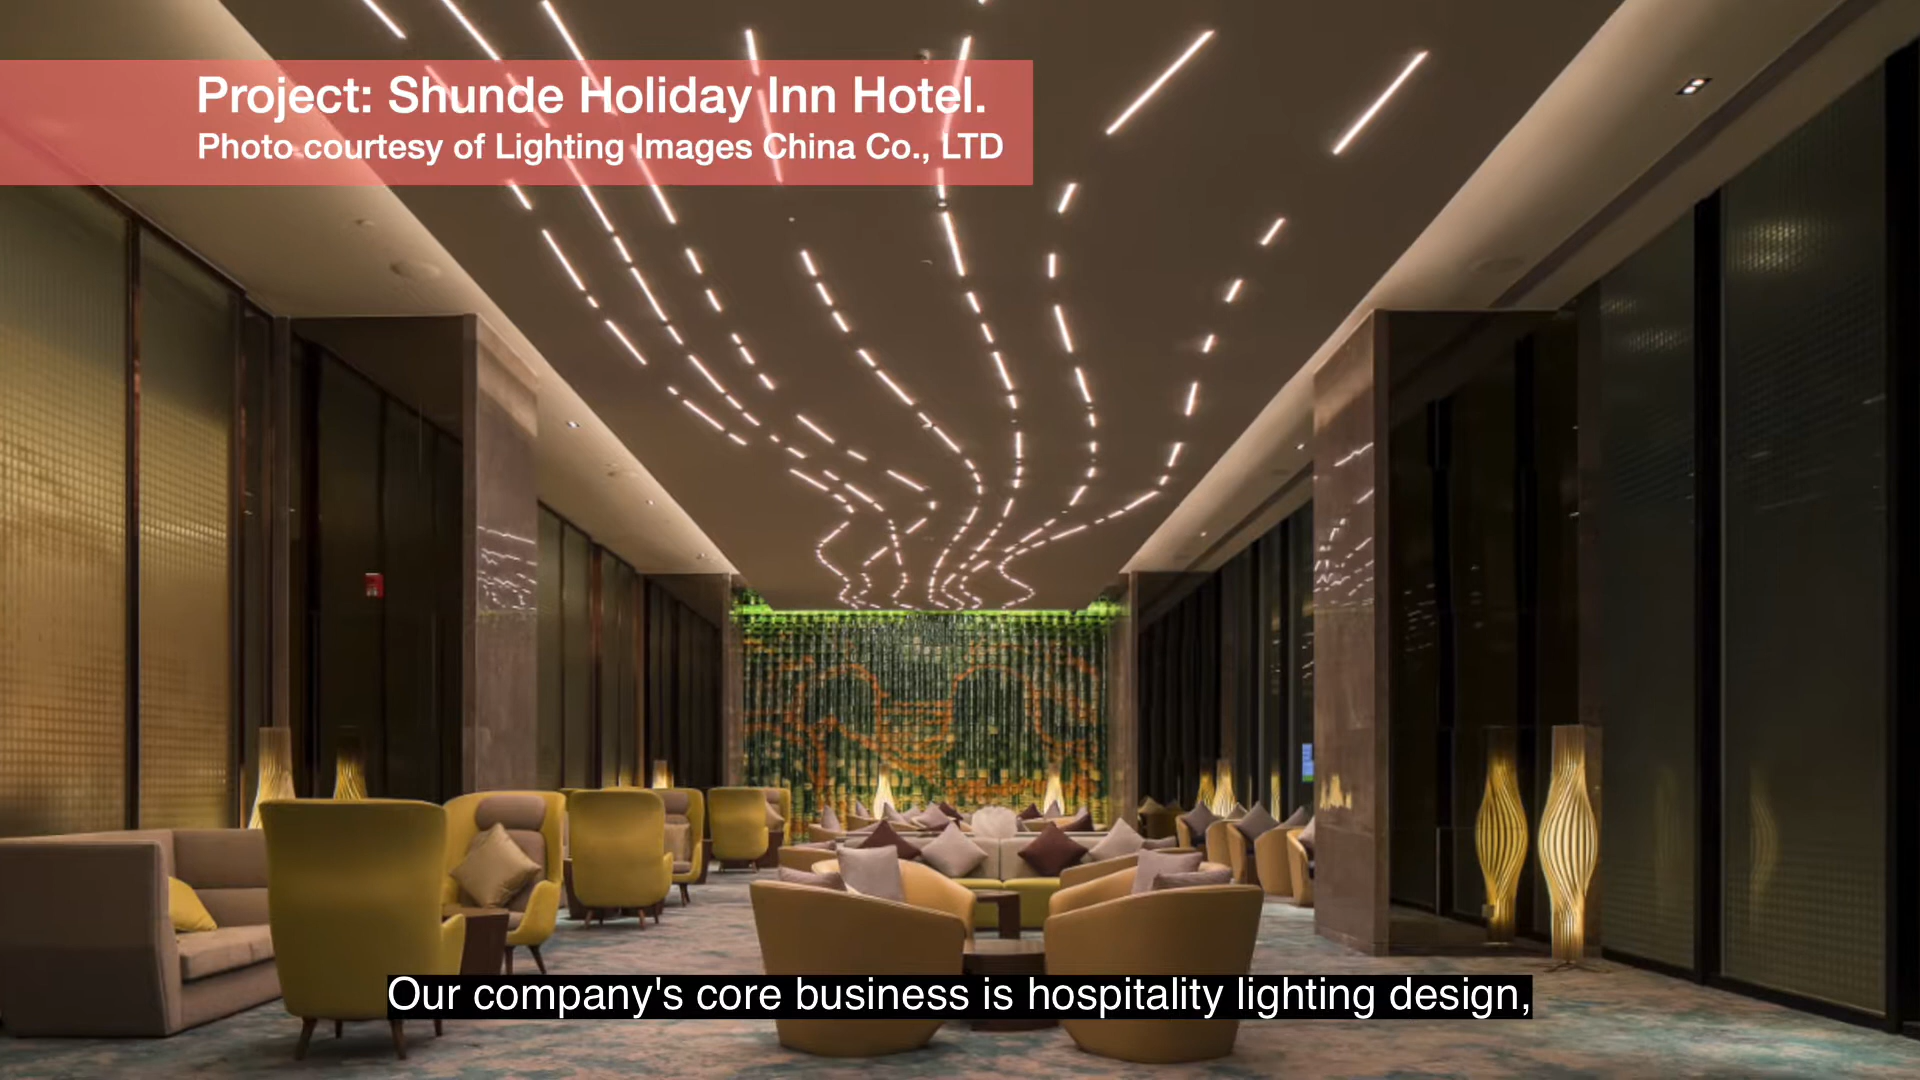 Project: Shunde Holiday Inn Hotel.
Photo courtesy of Lighting Images China Co., LTD
Our company's core business is hospitality lighting design,